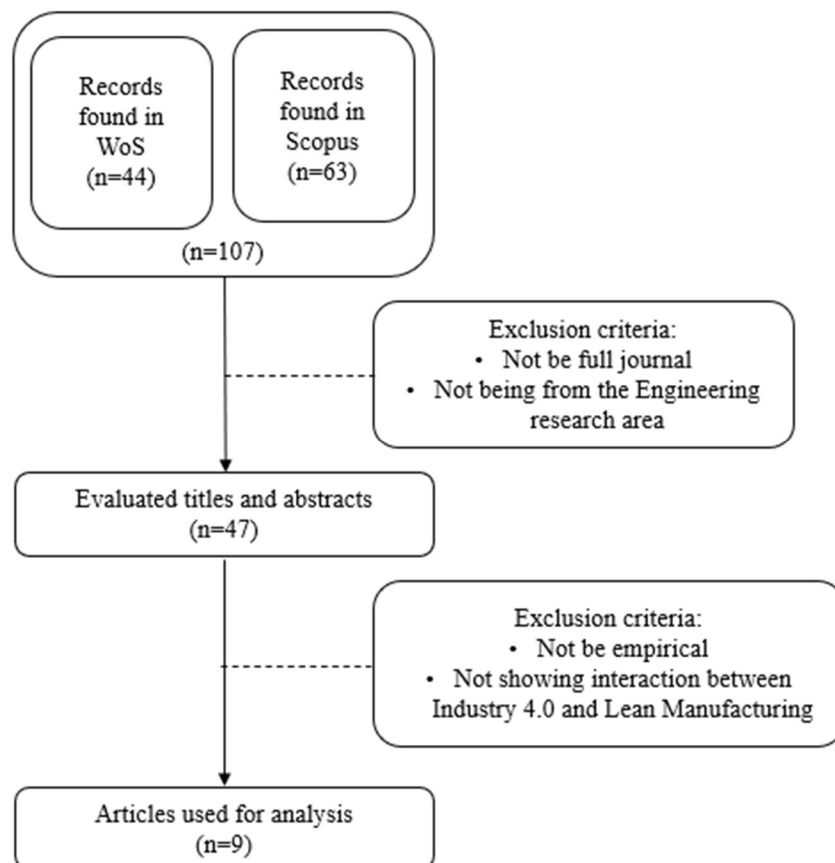 Records
found in
WoS
(n=44)
Records
found in
Scopus
(n=63)
(n=107)
Exclusion criteria:
• Not be full journal
• Not being from the Engineering
research area
Evaluated titles and abstracts
(n=47)
Exclusion criteria:
• Not be empirical
• Not showing interaction between
Industry 4.0 and Lean Manufacturing
Articles used for analysis
(n=9)